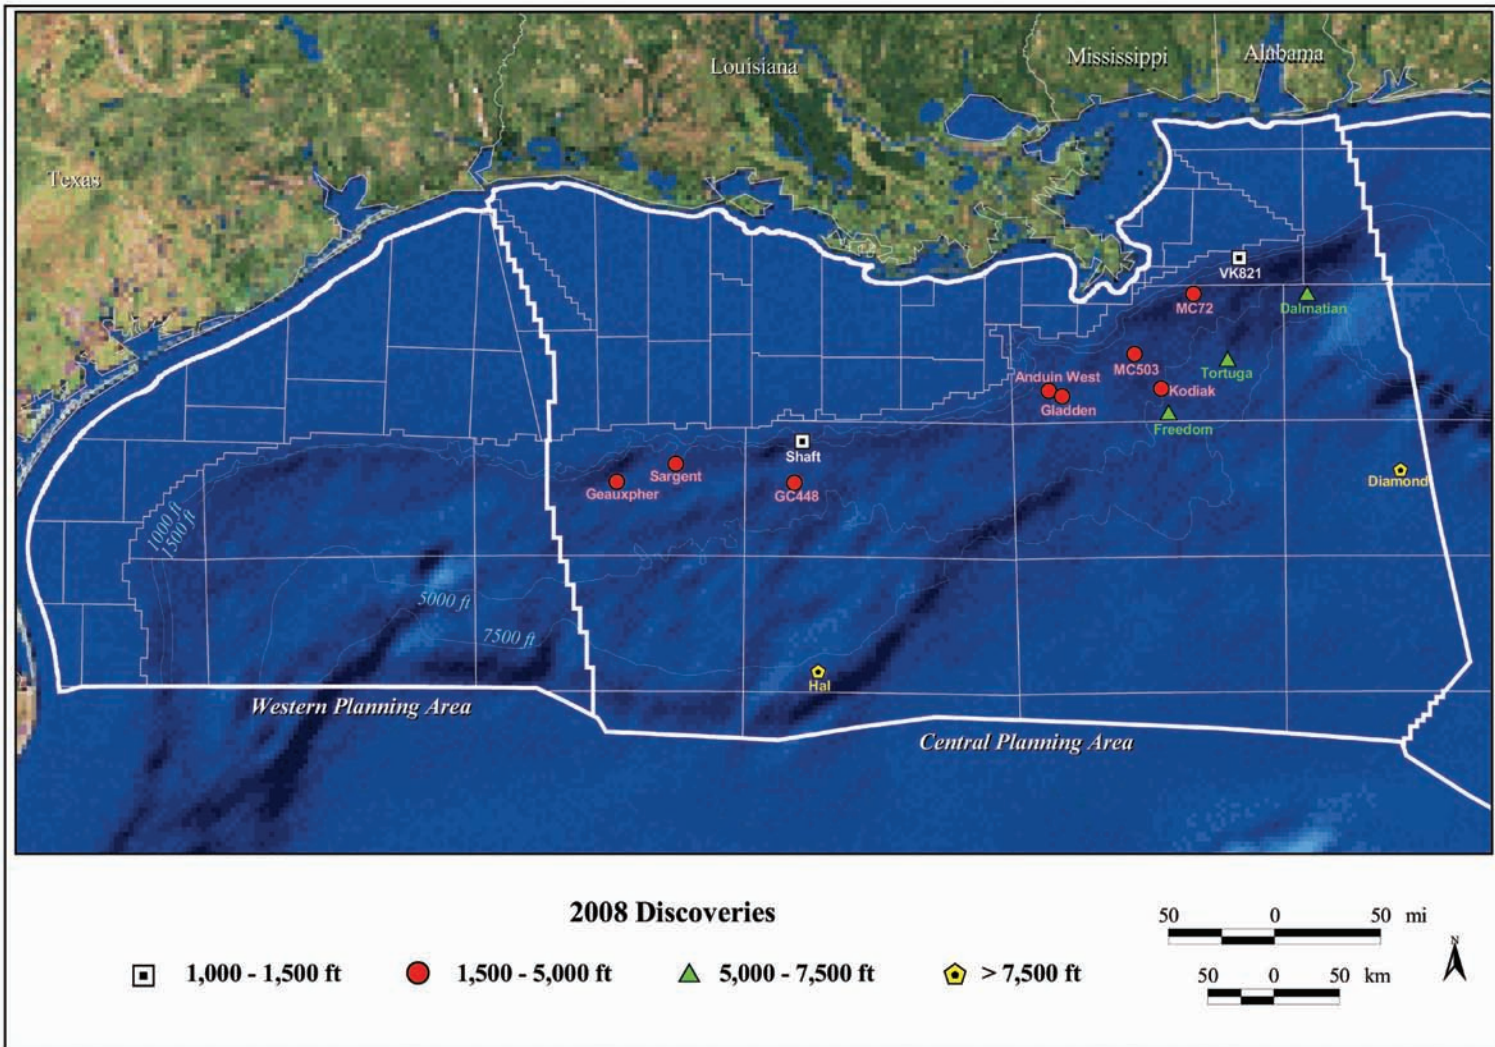 Louisiana
Mississippi
Alabama
Texas
VK821
MC72
Dalmatian
MC503
Tortuga
Anduin West
Kodiak
Gladden
Freedom
Shaft
Sargent
Geauxpher
GC448
Diamond
1000 ft
1500 ft
5000 ft
7500 ft
Hal
Western Planning Area
Central Planning Area
2008 Discoveries
1,000 - 1,500 ft
1,500 - 5,000 ft
5,000 - 7,500 ft
> 7,500 ft
50 0 50 mi
50 0 50 km
N